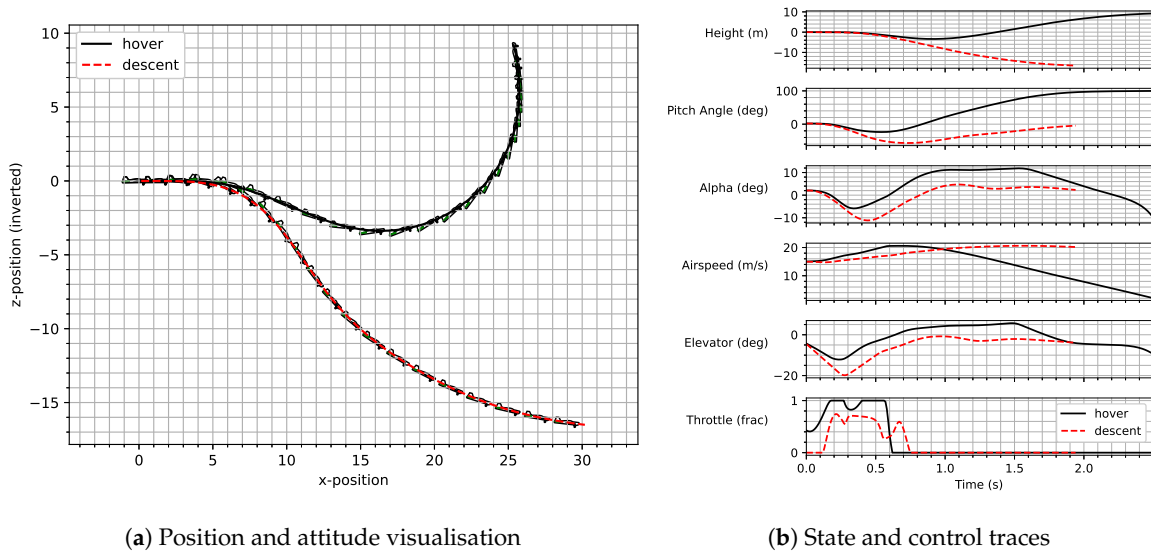 10
5
0
−5
−10
−15
z-position (inverted)
hover
descent
0
5
10
15
20
25
30
x-position
Height (m)
10
0
−10
Pitch Angle (deg)
100
0
Alpha (deg)
10
0
−10
Airspeed (m/s)
20
10
Elevator (deg)
0
−20
Throttle (frac)
1
0
hover
descent
0.0
0.5
1.0
1.5
2.0
Time (s)
(a) Position and attitude visualisation
(b) State and control traces